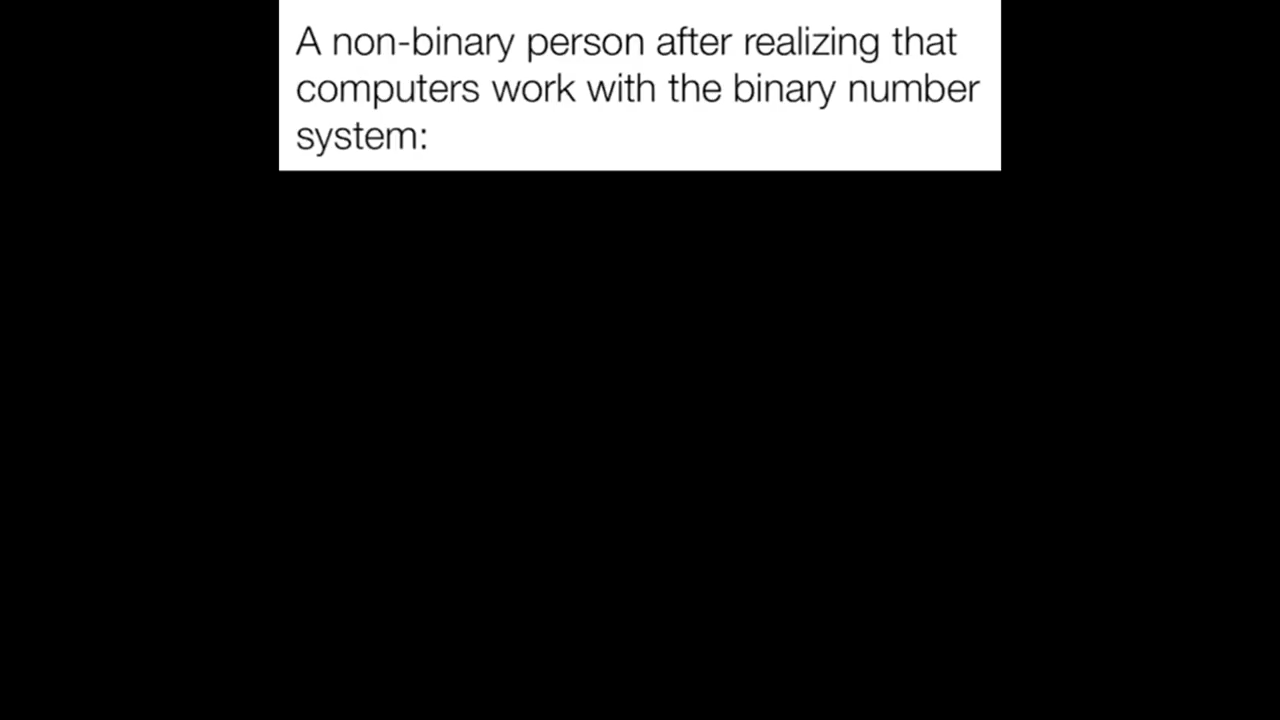 A non-binary person after realizing that
computers work with the binary number
system: